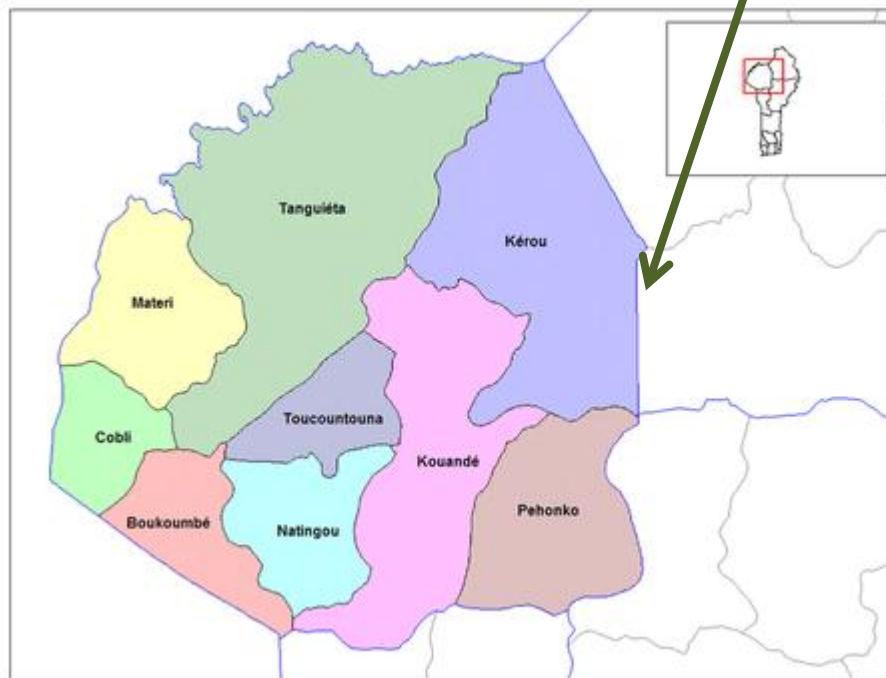 Tanguiéta
Kérou
Materi
Toucountouna
Cobli
Kouandé
Pehonko
Boukoumbé
Natingou